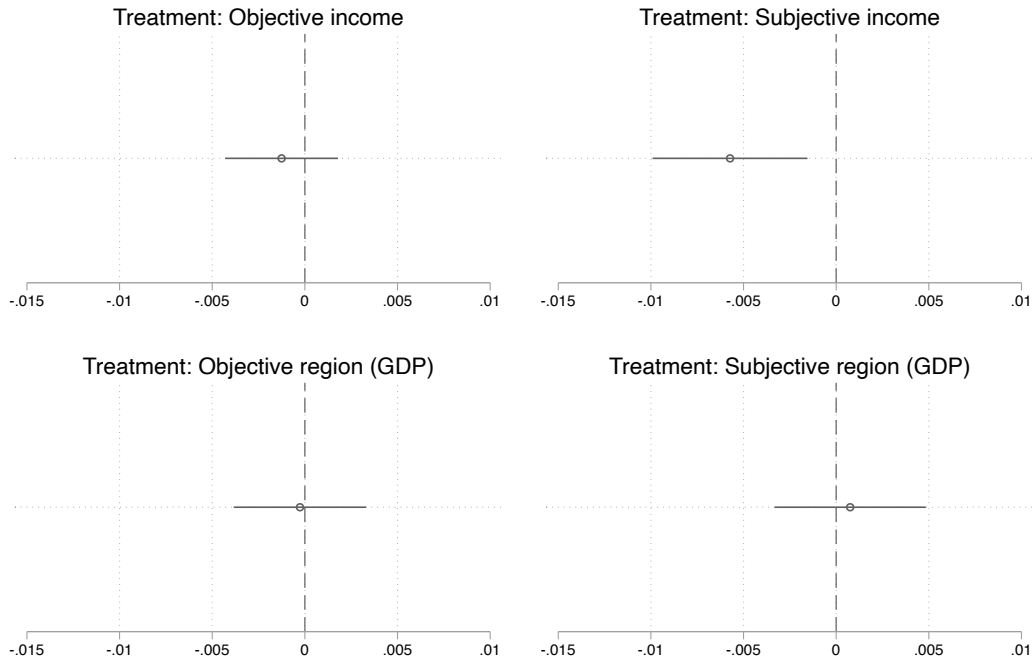 Treatment: Objective income
Treatment: Subjective income
-.015 -.01 -.005 0 .005 .01
-.015 -.01 -.005 0 .005 .01
Treatment: Objective region (GDP)
Treatment: Subjective region (GDP)
-.015 -.01 -.005 0 .005 .01
-.015 -.01 -.005 0 .005 .01